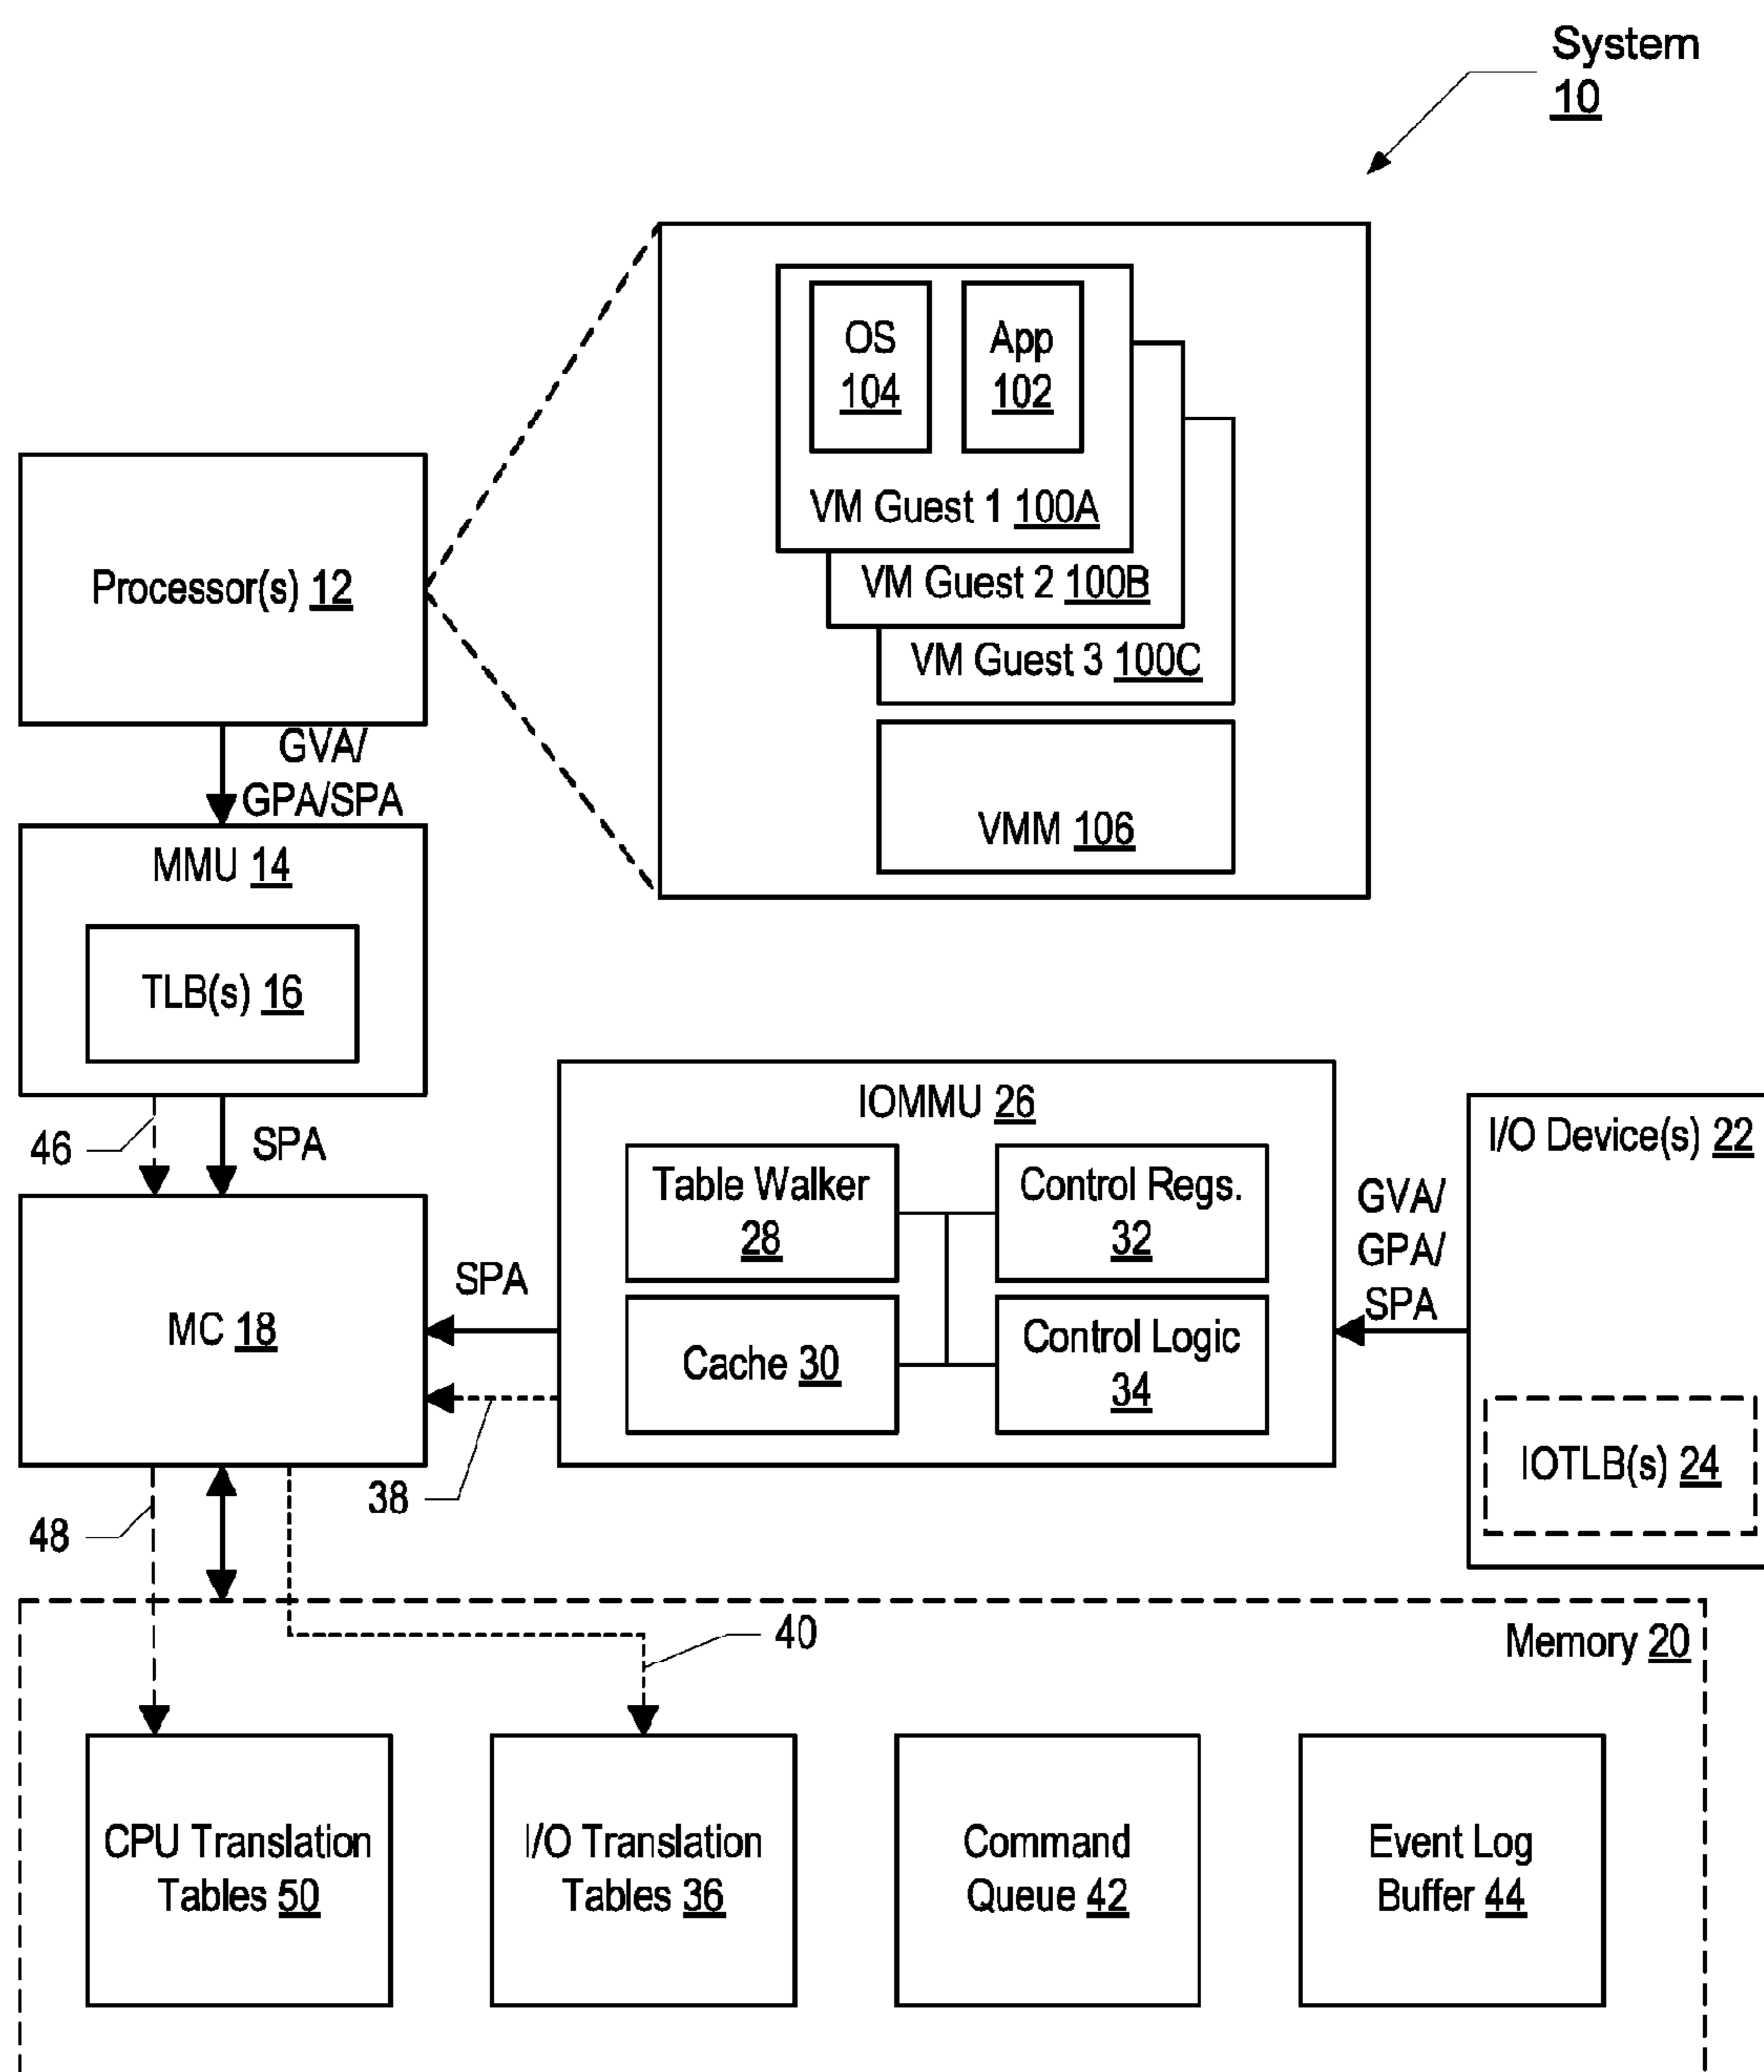 System
10
OS
104
App
102
VM Guest 1 100A
VM Guest 2 100B
VM Guest 3 100C
VMM 106
Processor(s) 12
GVA/
GPA/SPA
MMU 14
TLB(s) 16
46
SPA
MC 18
IOMMU 26
Table Walker
28
Control Regs.
32
Cache 30
Control Logic
34
SPA
38
GVA/
GPA/
SPA
I/O Device(s) 22
IOTLB(s) 24
48
40
Memory 20
CPU Translation
Tables 50
I/O Translation
Tables 36
Command
Queue 42
Event Log
Buffer 44